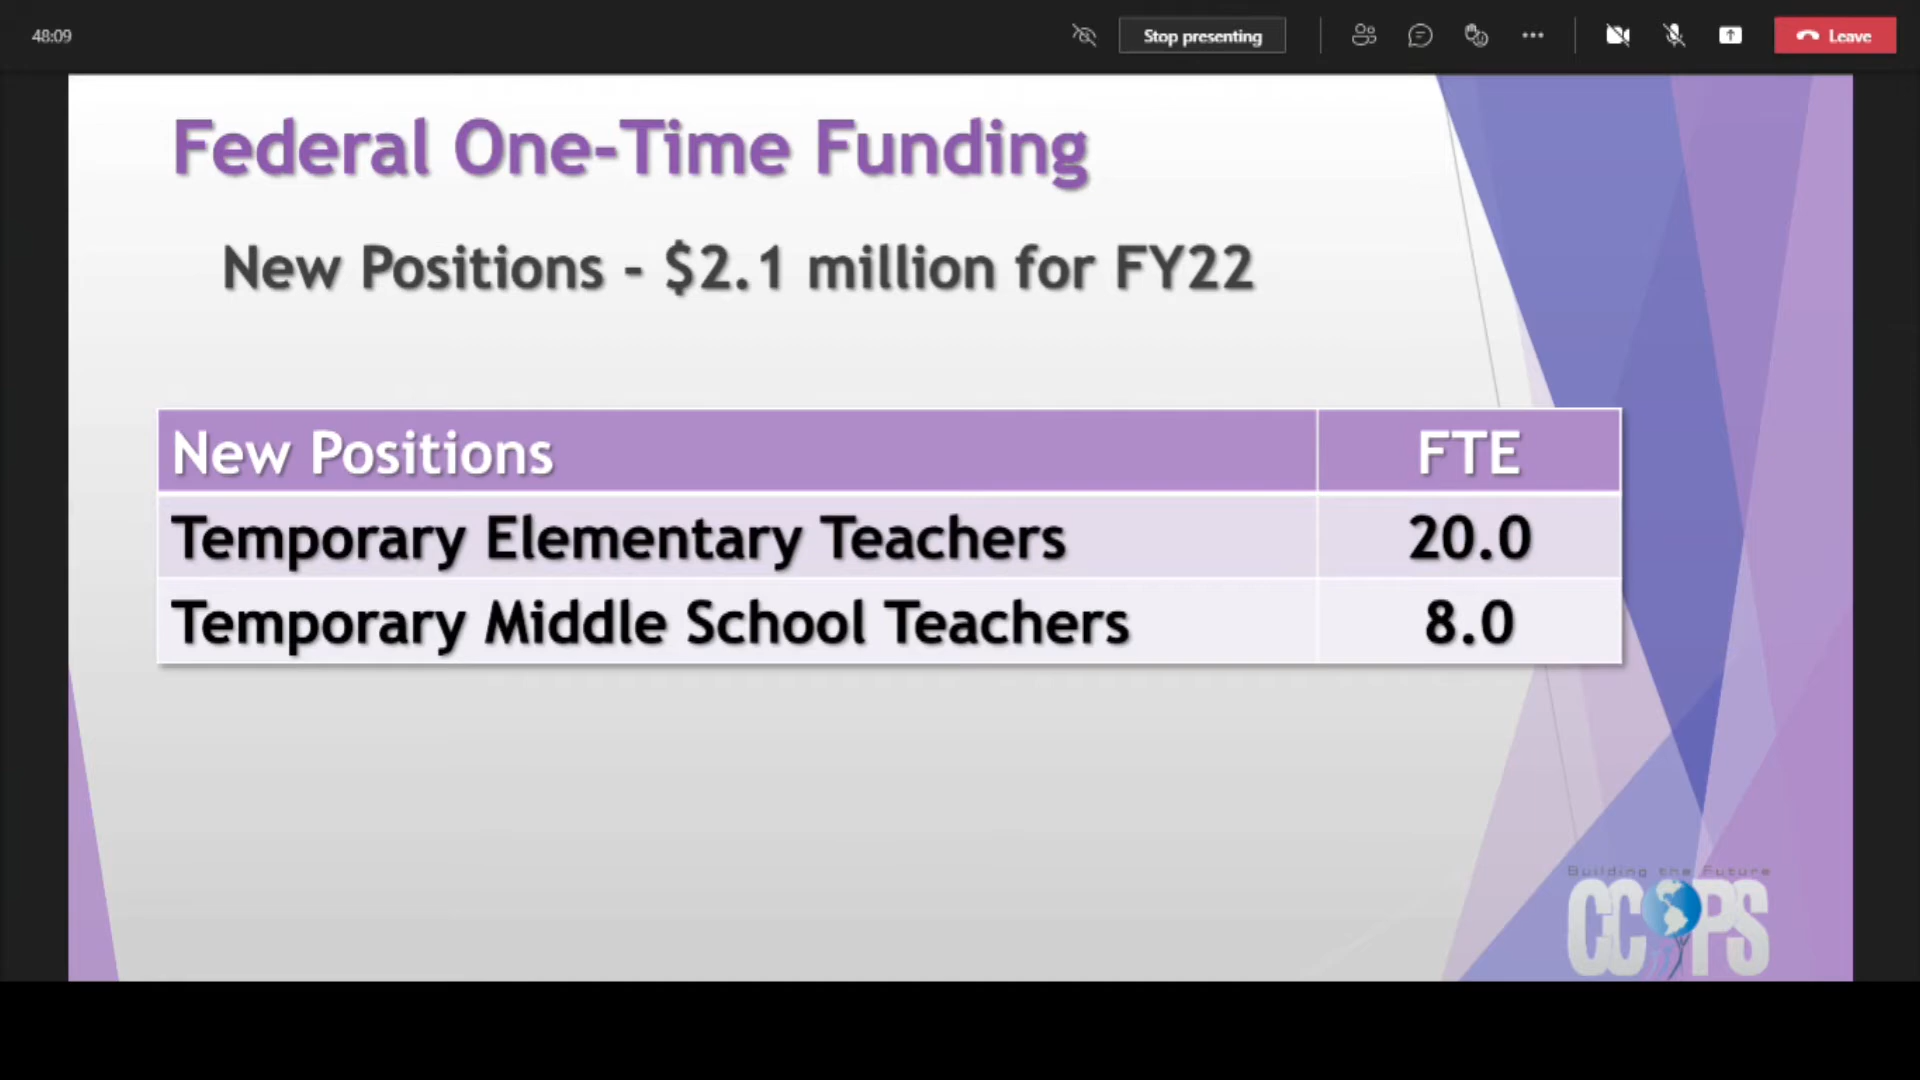 48:09
Stop presenting
Leave
Federal One-Time Funding
New Positions - $2.1 million for FY22
New Positions FTE
Temporary Elementary Teachers 20.0
Temporary Middle School Teachers 8.0
Building the Future
CCPS